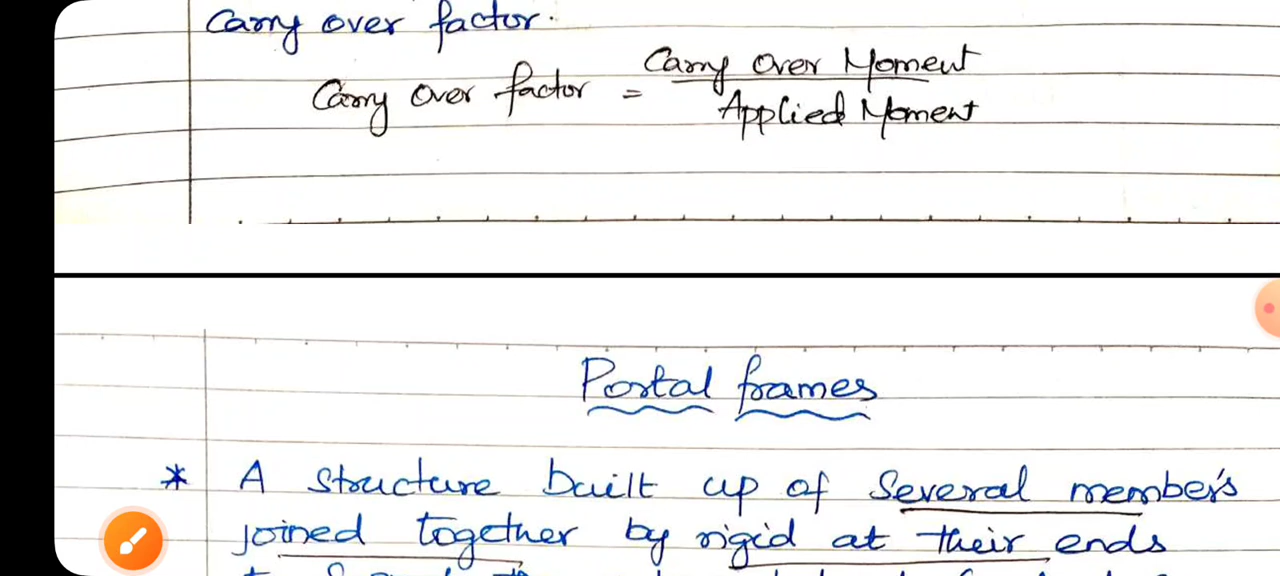 Carry over factor.
Carry Over factor = Carry Over Moment
Applied Moment
Portal frames
* A structure built up of several member's
joined together by rigid at their ends